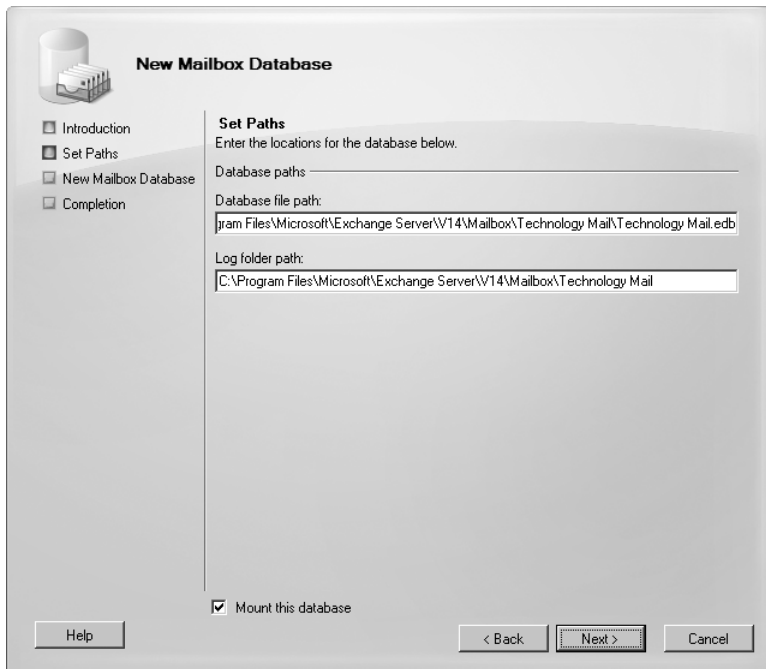 New Mailbox Database
Introduction
Set Paths
New Mailbox Database
Completion
Set Paths
Enter the locations for the database below.
Database paths
Database file path:
gram Files\Microsoft\Exchange Server\V14\Mailbox\Technology Mail\Technology Mail.edb
Log folder path:
C:\Program Files\Microsoft\Exchange Server\V14\Mailbox\Technology Mail
Mount this database
Help
< Back
Next >
Cancel